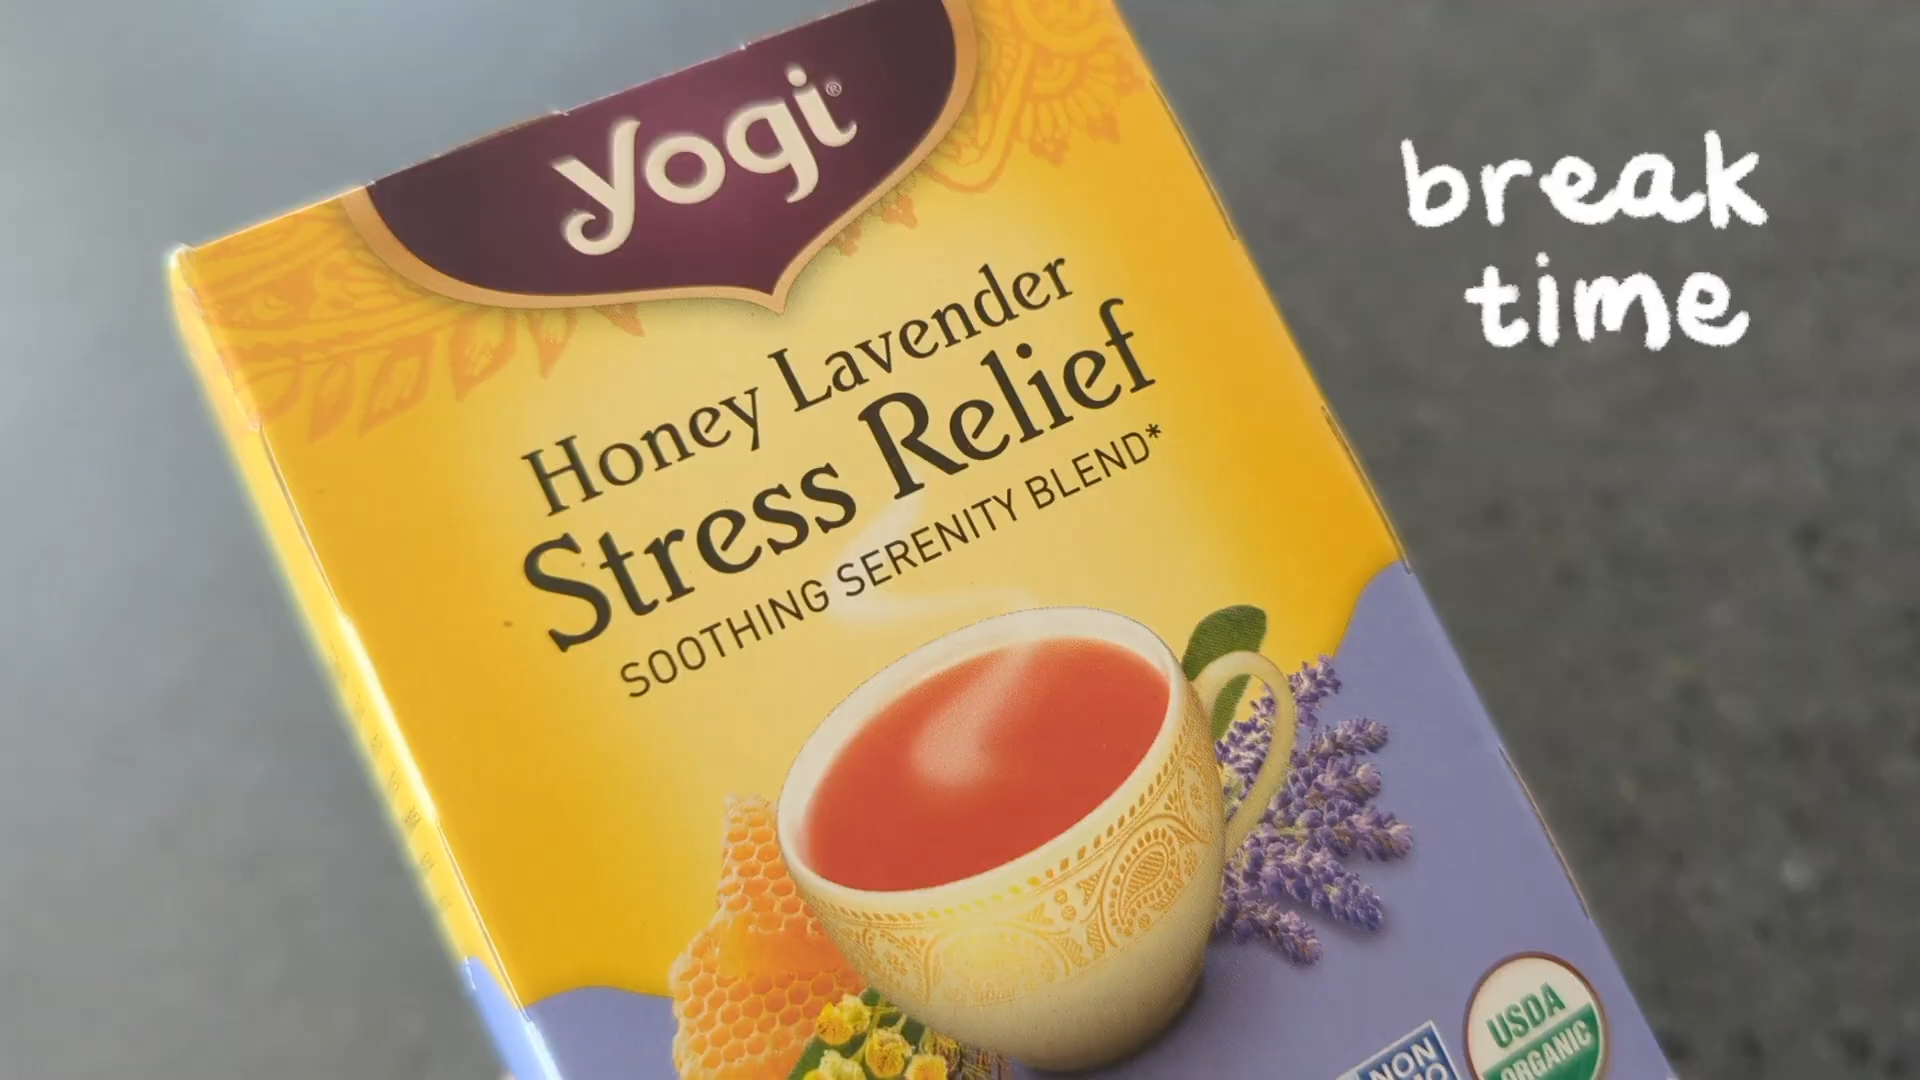 yogi®
break
time
Honey Lavender
Stress Relief
SOOTHING SERENITY BLEND*
USDA
ORGANIC
NON